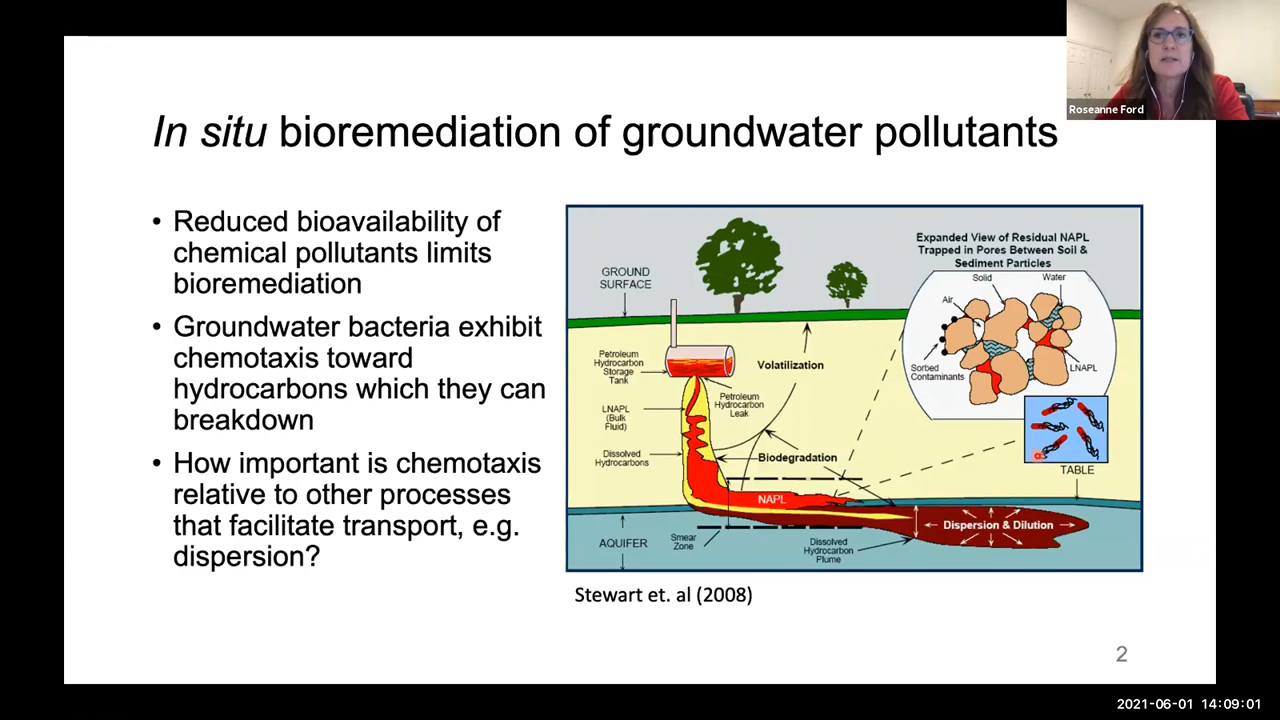 Roseanne Ford
In situ bioremediation of groundwater pollutants
• Reduced bioavailability of
chemical pollutants limits
bioremediation
• Groundwater bacteria exhibit
chemotaxis toward
hydrocarbons which they can
breakdown
• How important is chemotaxis
relative to other processes
that facilitate transport, e.g.
dispersion?
GROUND
SURFACE
Expanded View of Residual NAPL
Trapped in Pores Between Soil &
Sediment Particles
Solid
Water
Air
Sorbed
Contaminants
LNAPL
Petroleum
Hydrocarbon
Storage
Tank
Volatilization
Petroleum
Hydrocarbon
Leak
LNAPL
(Bulk
Fluid)
Dissolved
Hydrocarbons
Biodegradation
TABLE
NAPL
AQUIFER
Smear
Zone
Dissolved
Hydrocarbon
Plume
Dispersion & Dilution
Stewart et. al (2008)
2
2021-06-01 14:09:01